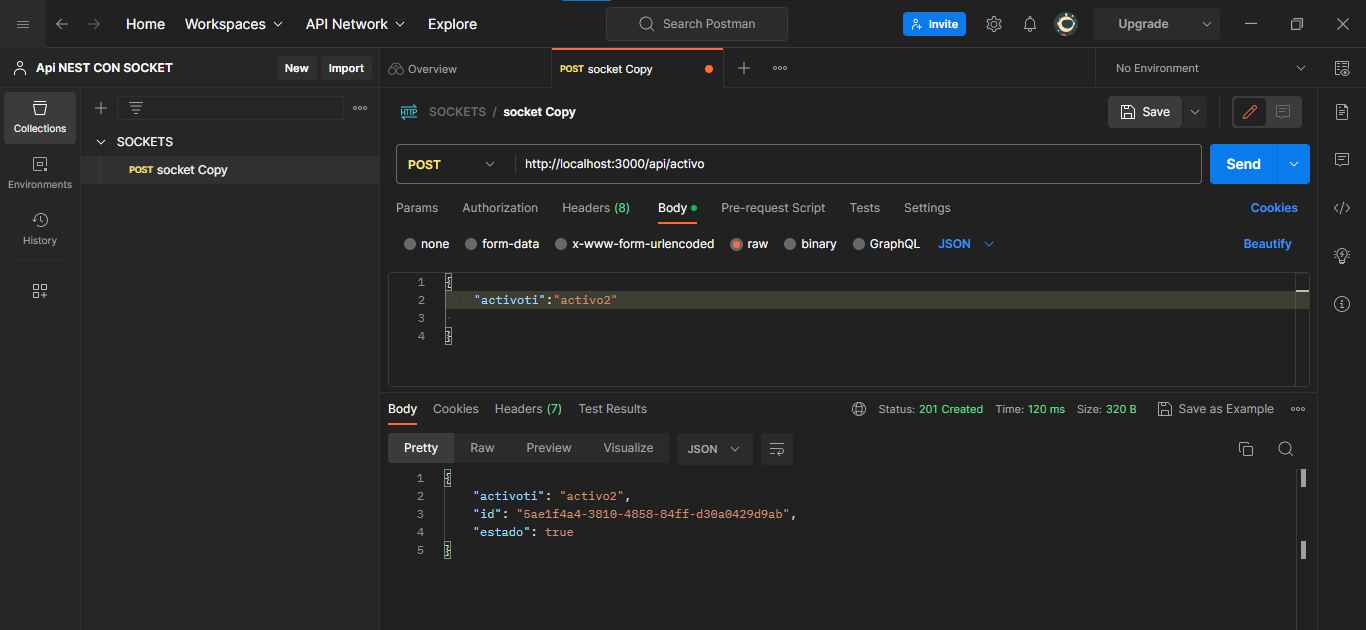 Home Workspaces API Network Explore Search Postman Invite Upgrade
Api NEST CON SOCKET New Import Overview POST socket Copy No Environment
Collections
Environments
History
SOCKETS
POST socket Copy
HTTP SOCKETS / socket Copy Save
POST http://localhost:3000/api/activo Send
Params Authorization Headers (8) Body Pre-request Script Tests Settings Cookies
none form-data x-www-form-urlencoded raw binary GraphQL JSON Beautify
1 {
2 "activoti":"activo2"
3
4 }
Body Cookies Headers (7) Test Results Status: 201 Created Time: 120 ms Size: 320 B Save as Example
Pretty Raw Preview Visualize JSON
1 {
2 "activoti": "activo2",
3 "id": "5ae1f4a4-3810-4858-84ff-d30a0429d9ab",
4 "estado": true
5 }